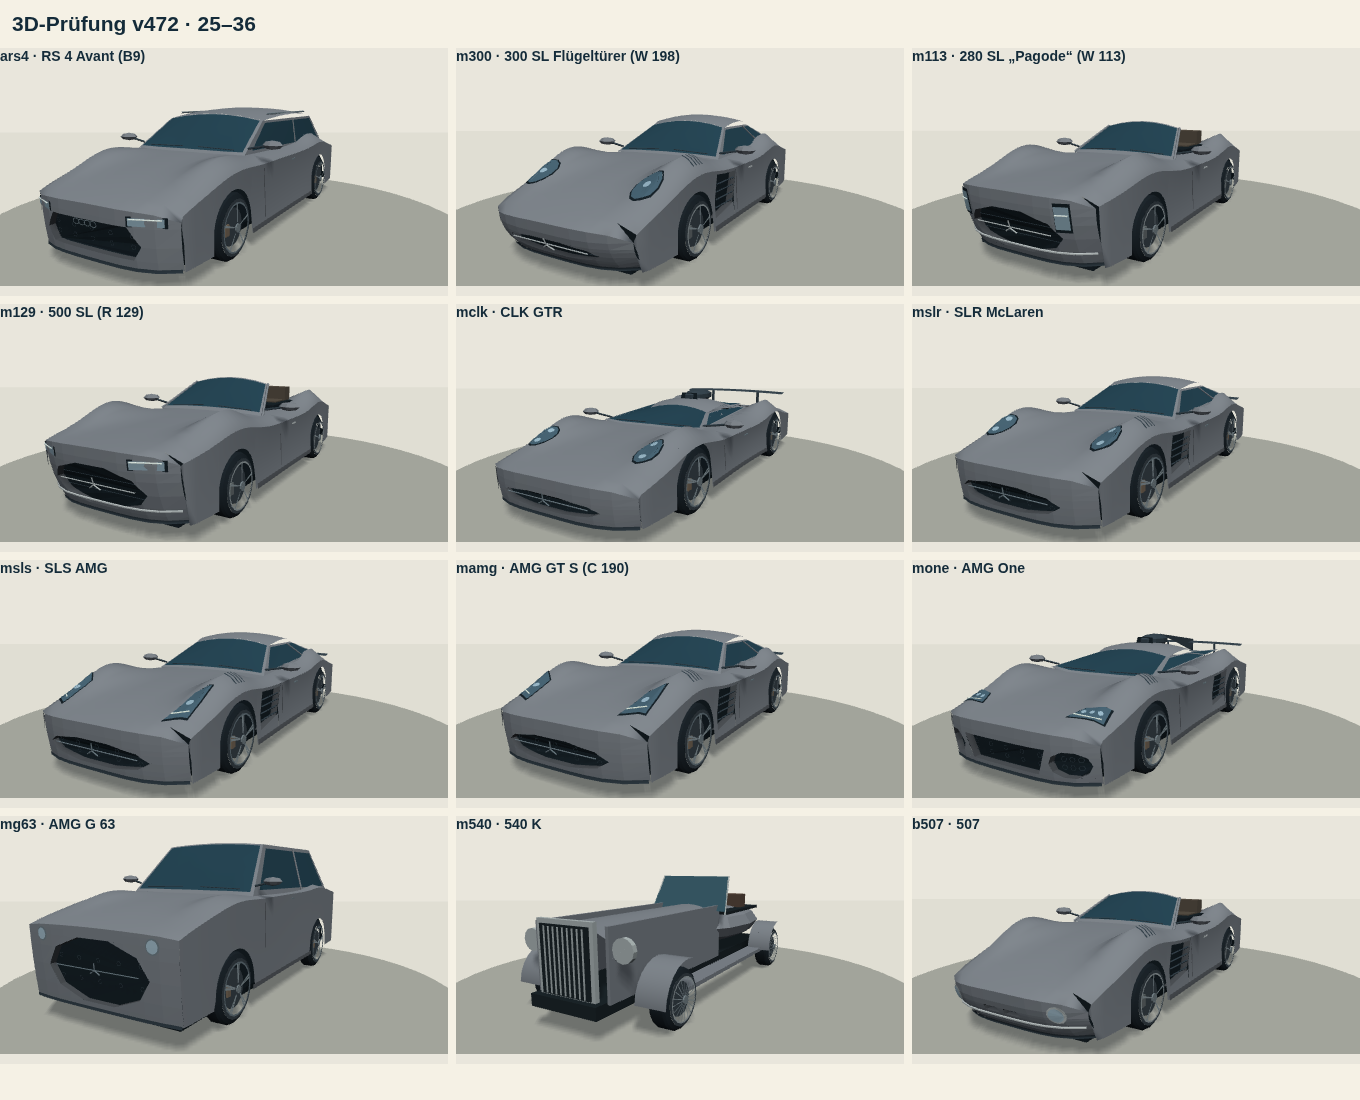 3D-Prüfung v472 · 25–36
ars4 · RS 4 Avant (B9)
m300 · 300 SL Flügeltürer (W 198)
m113 · 280 SL „Pagode“ (W 113)
m129 · 500 SL (R 129)
mclk · CLK GTR
mslr · SLR McLaren
msls · SLS AMG
mamg · AMG GT S (C 190)
mone · AMG One
mg63 · AMG G 63
m540 · 540 K
b507 · 507